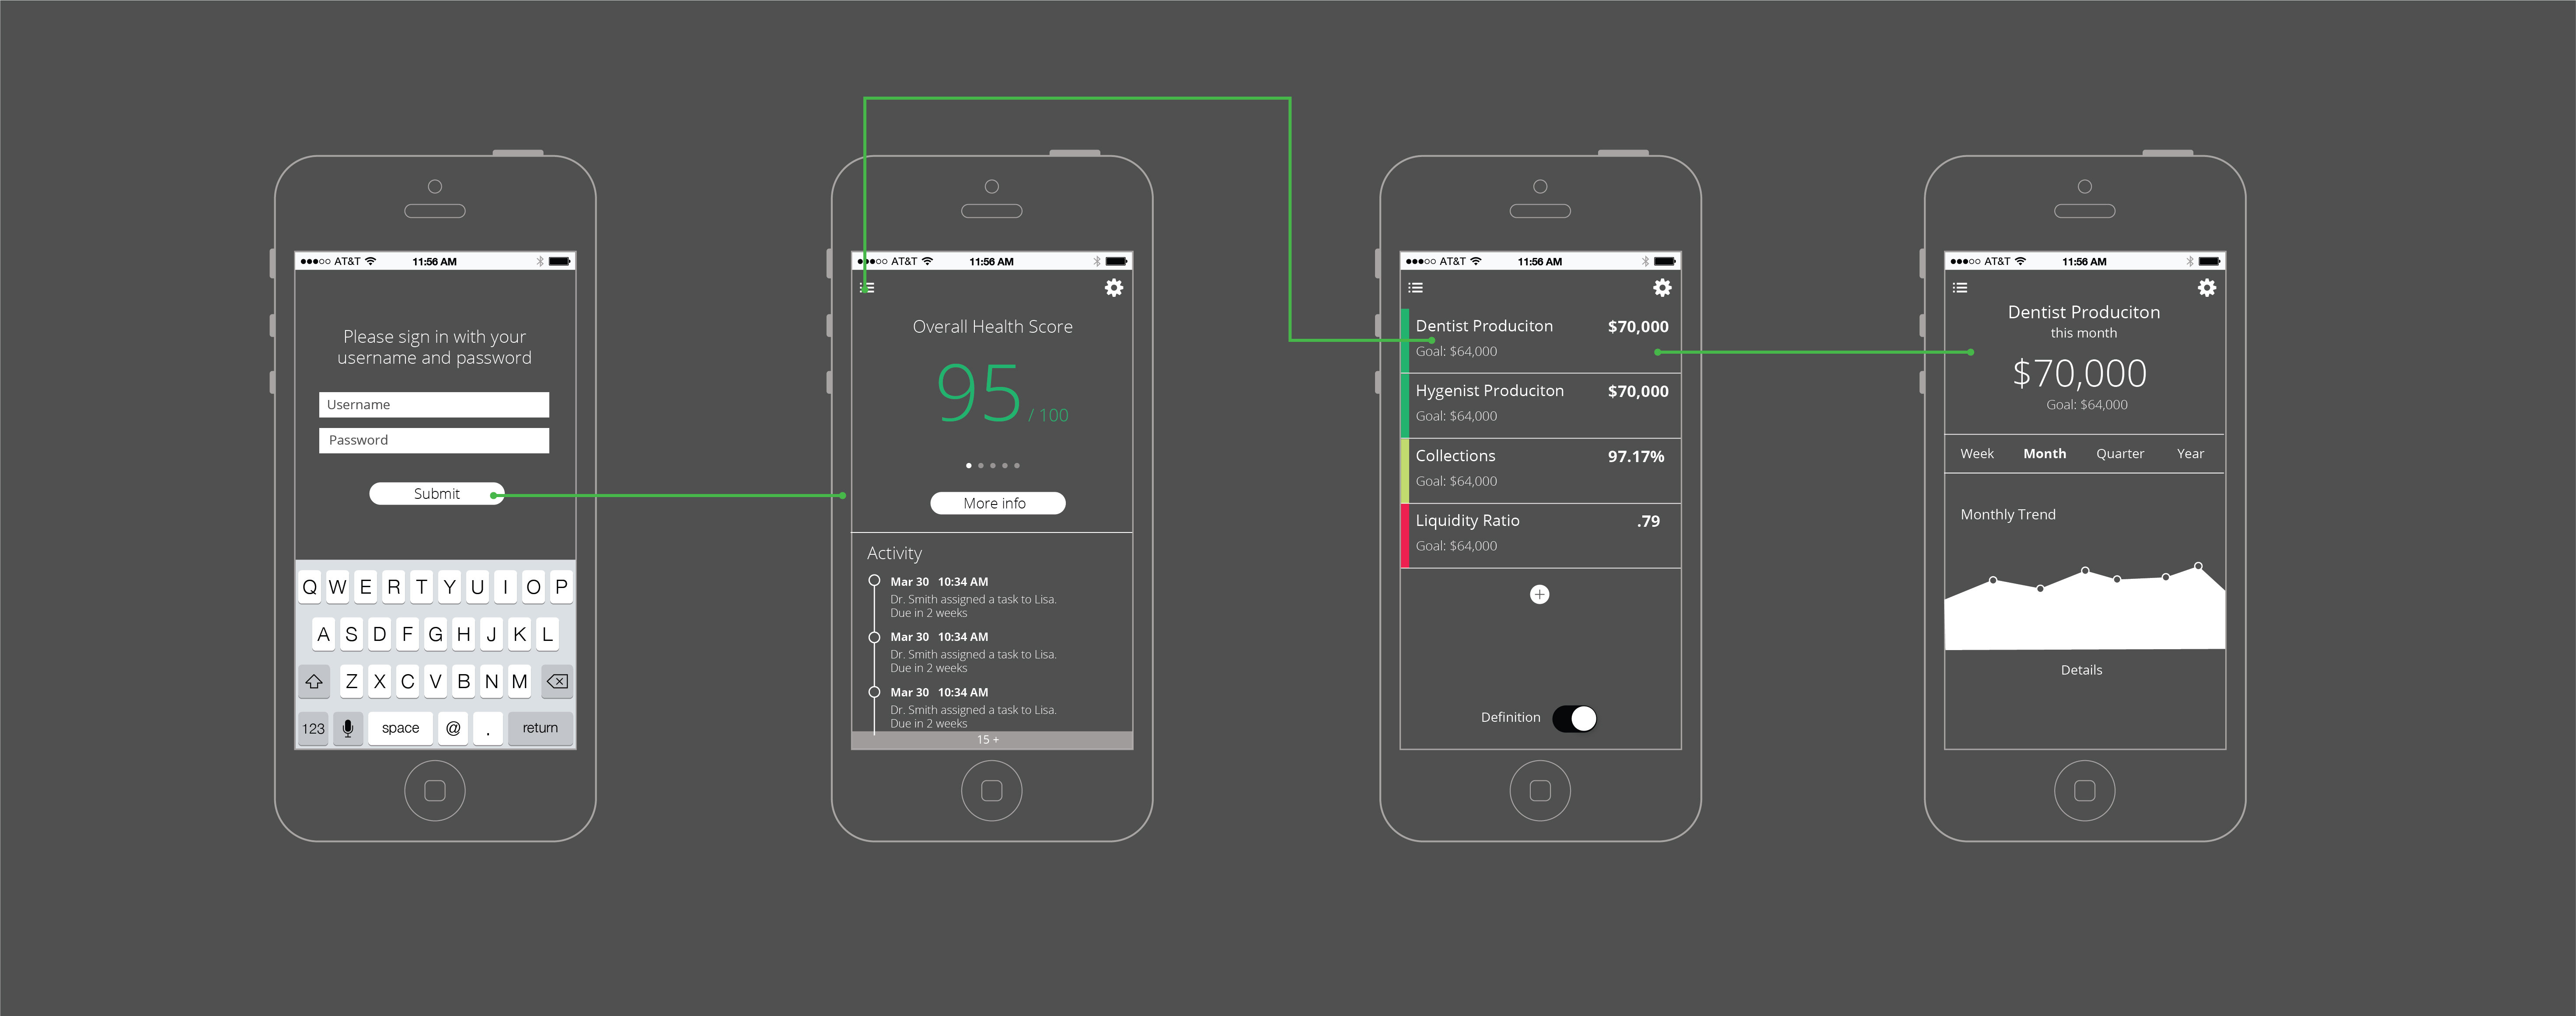 AT&T 11:56 AM
Please sign in with your
username and password
Username
Password
Submit
Q W E R T Y U I O P
A S D F G H J K L
Z X C V B N M
123 space @ . return
AT&T 11:56 AM
Overall Health Score
95 / 100
More info
Activity
Mar 30 10:34 AM
Dr. Smith assigned a task to Lisa.
Due in 2 weeks
Mar 30 10:34 AM
Dr. Smith assigned a task to Lisa.
Due in 2 weeks
Mar 30 10:34 AM
Dr. Smith assigned a task to Lisa.
Due in 2 weeks
15 +
AT&T 11:56 AM
Dentist Produciton $70,000
Goal: $64,000
Hygenist Produciton $70,000
Goal: $64,000
Collections 97.17%
Goal: $64,000
Liquidity Ratio .79
Goal: $64,000
Definition
AT&T 11:56 AM
Dentist Produciton
this month
$70,000
Goal: $64,000
Week Month Quarter Year
Monthly Trend
Details